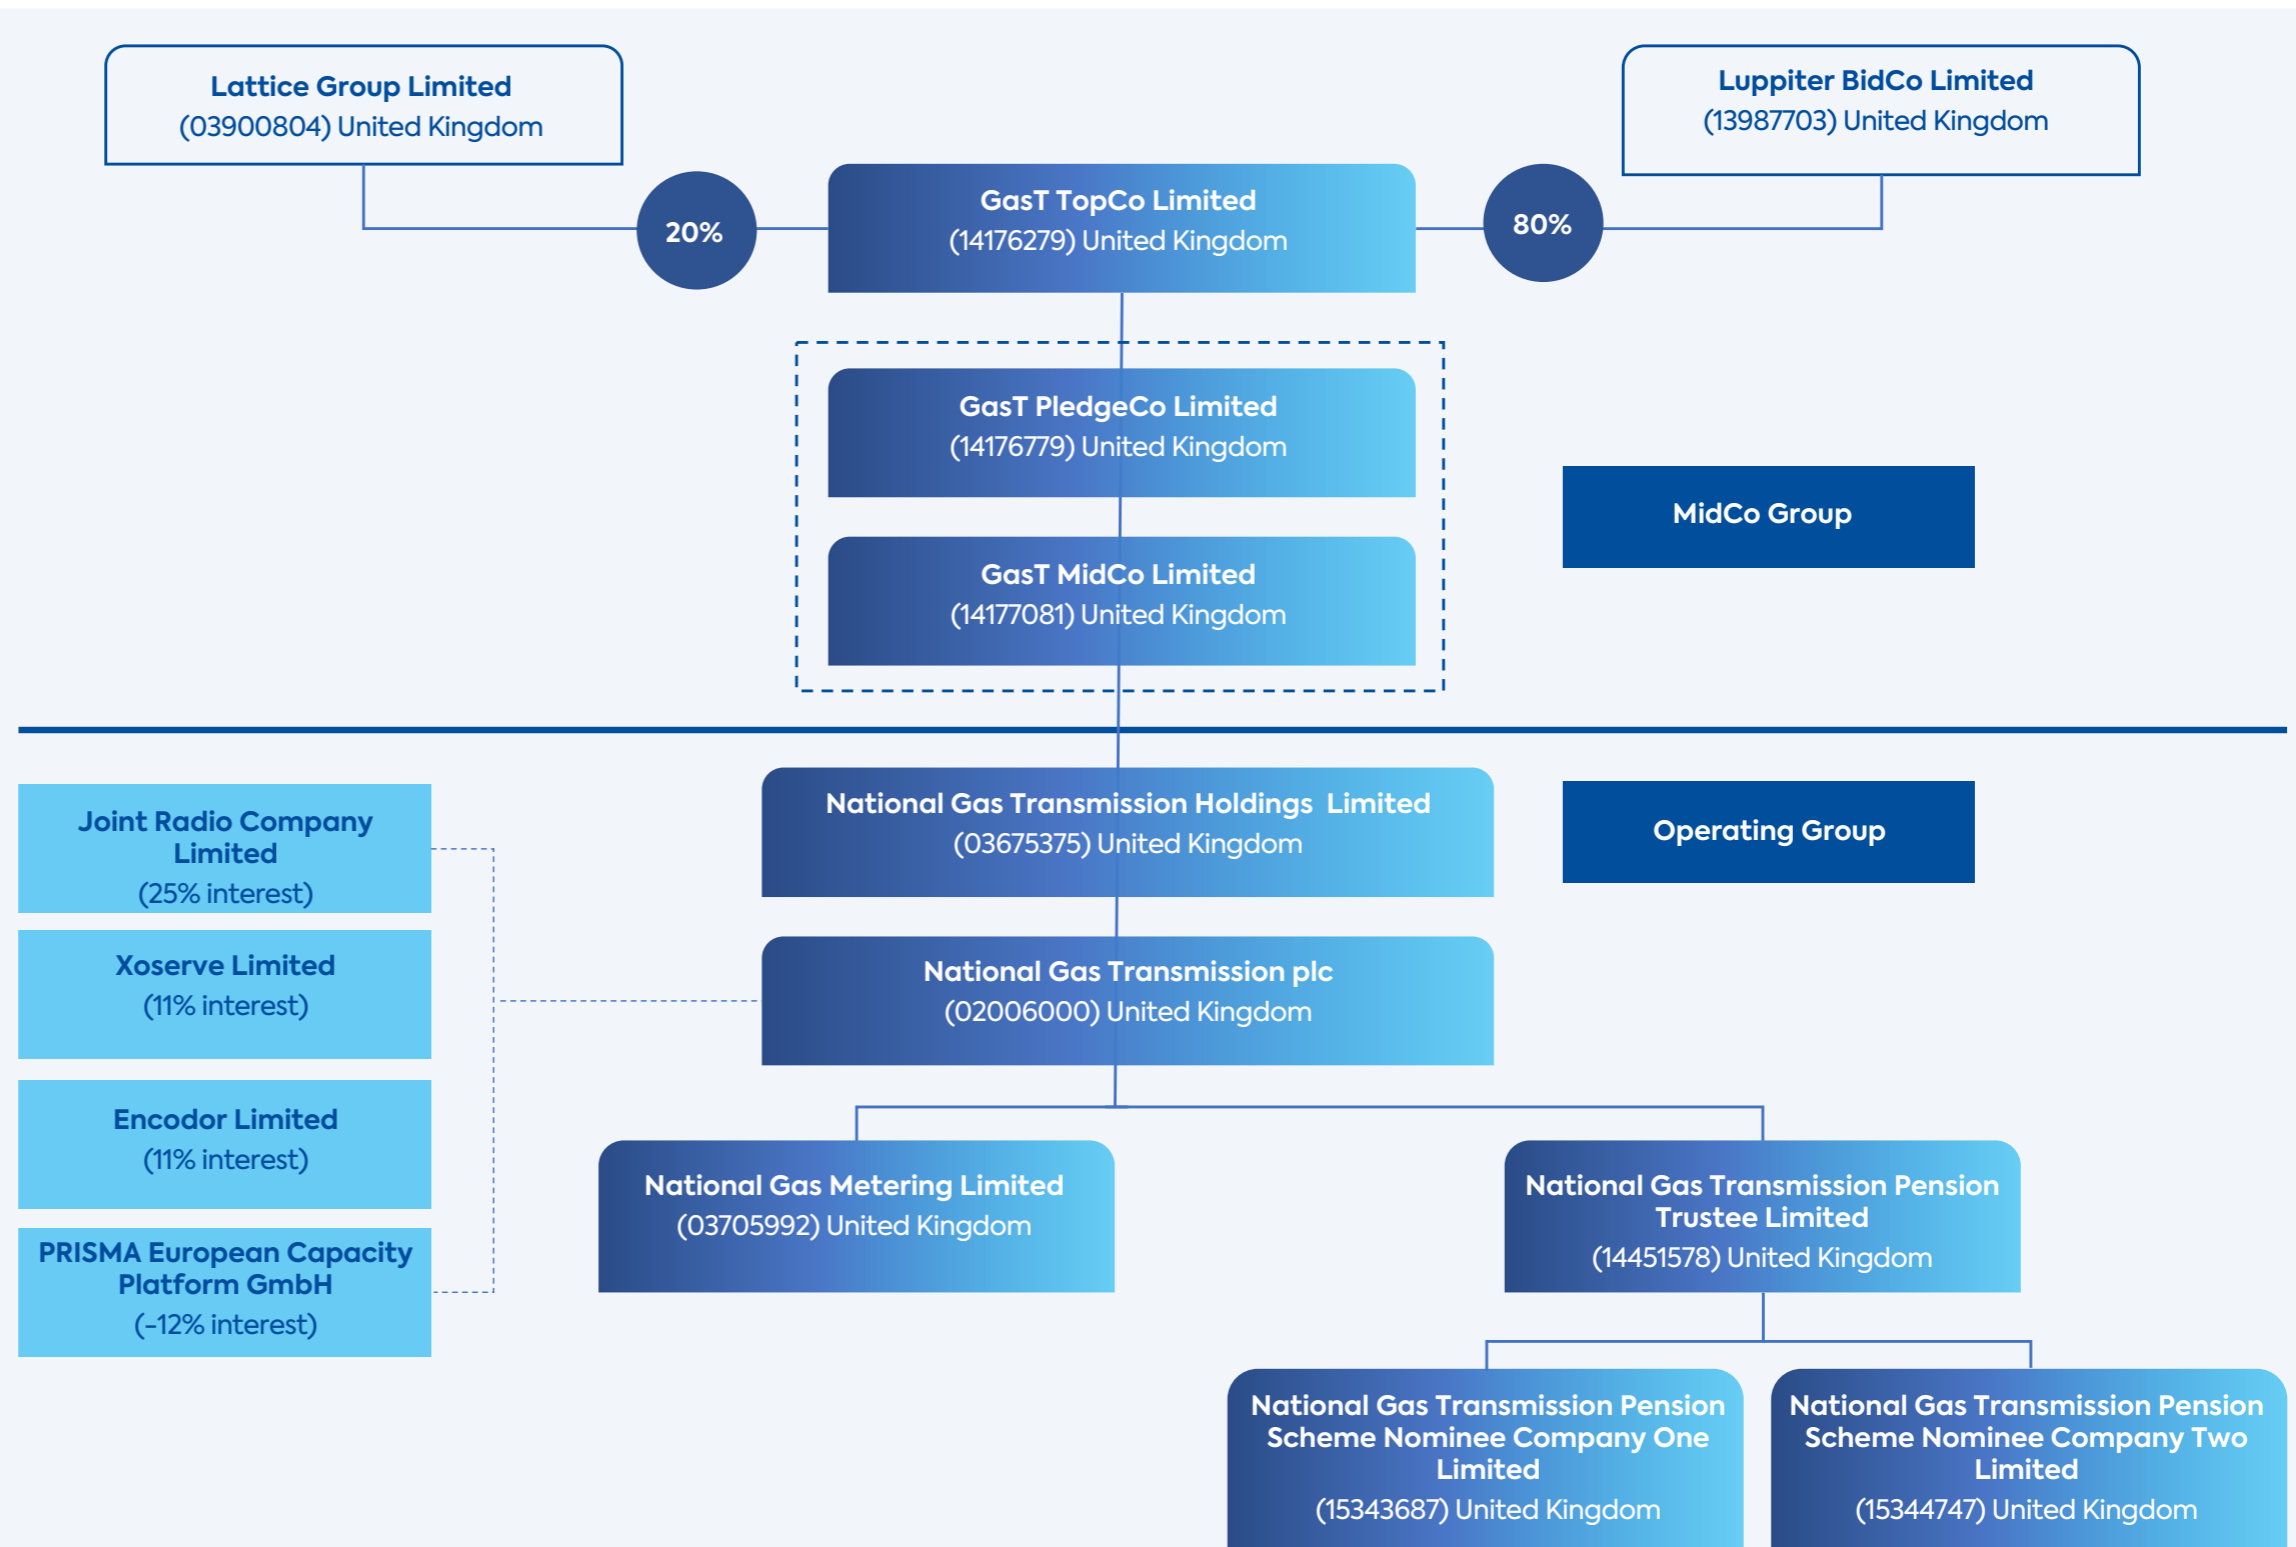 Lattice Group Limited
(03900804) United Kingdom
Luppiter BidCo Limited
(13987703) United Kingdom
20%
GasT TopCo Limited
(14176279) United Kingdom
80%
GasT PledgeCo Limited
(14176779) United Kingdom
MidCo Group
GasT MidCo Limited
(14177081) United Kingdom
National Gas Transmission Holdings Limited
(03675375) United Kingdom
Operating Group
Joint Radio Company
Limited
(25% interest)
Xoserve Limited
(11% interest)
National Gas Transmission plc
(02006000) United Kingdom
Encodor Limited
(11% interest)
PRISMA European Capacity
Platform GmbH
(-12% interest)
National Gas Metering Limited
(03705992) United Kingdom
National Gas Transmission Pension
Trustee Limited
(14451578) United Kingdom
National Gas Transmission Pension
Scheme Nominee Company One
Limited
(15343687) United Kingdom
National Gas Transmission Pension
Scheme Nominee Company Two
Limited
(15344747) United Kingdom